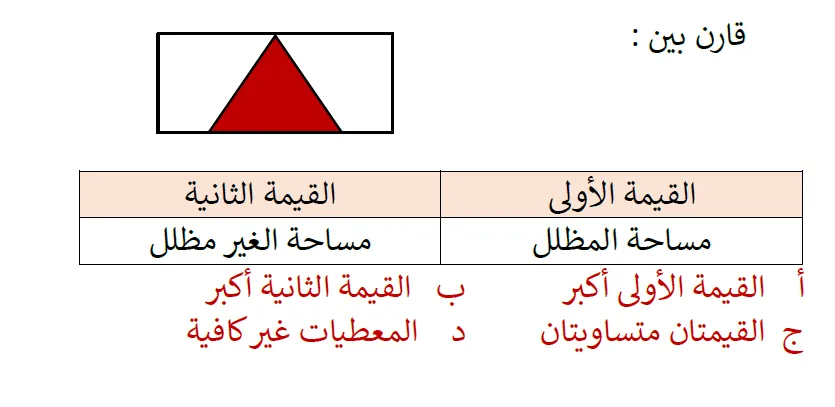 قارن بين :
القيمة الأولى القيمة الثانية
مساحة المظلل مساحة الغير مظلل
أ القيمة الأولى أكبر ب القيمة الثانية أكبر
ج القيمتان متساويتان د المعطيات غير كافية